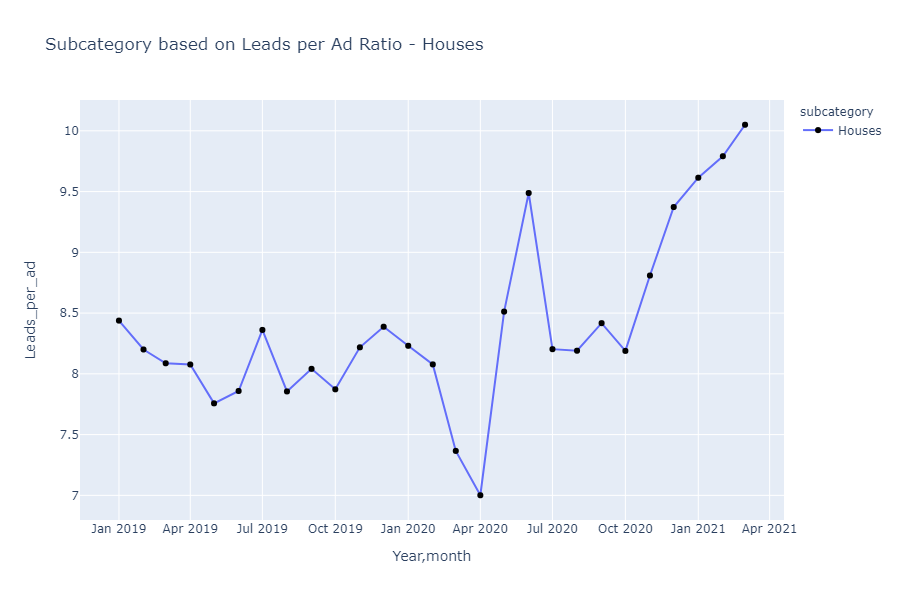 Subcategory based on Leads per Ad Ratio - Houses
subcategory
Houses
10
9.5
9
8.5
8
7.5
7
Leads_per_ad
Jan 2019 Apr 2019 Jul 2019 Oct 2019 Jan 2020 Apr 2020 Jul 2020 Oct 2020 Jan 2021 Apr 2021
Year,month